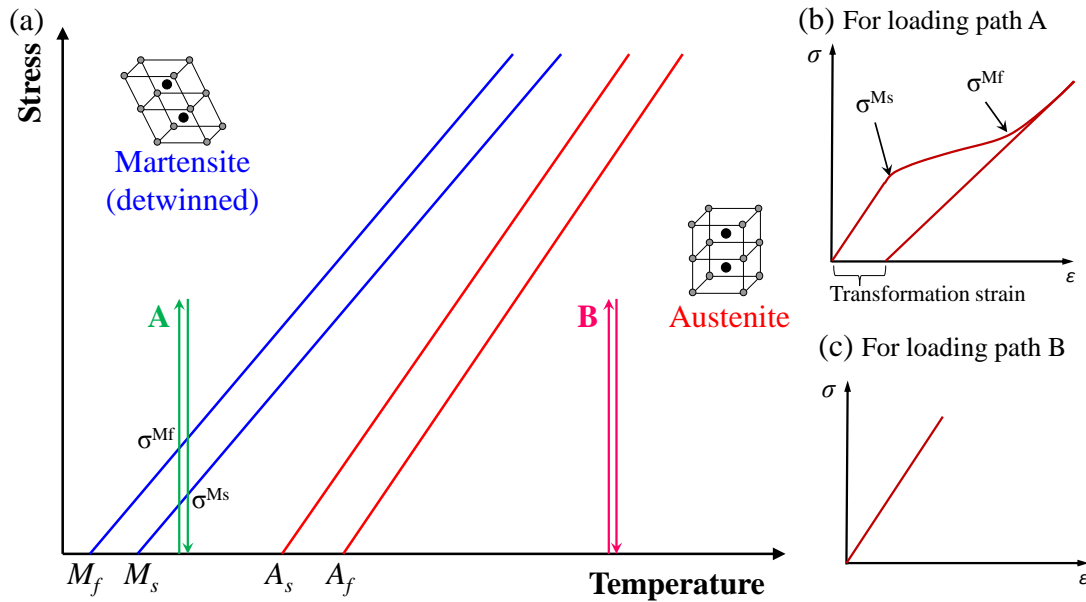 (a)
Stress
Martensite
(detwinned)
Austenite
A
B
σ^Mf
σ^Ms
M_f
M_s
A_s
A_f
Temperature
(b) For loading path A
σ
σ^Ms
σ^Mf
ε
Transformation strain
(c) For loading path B
σ
ε